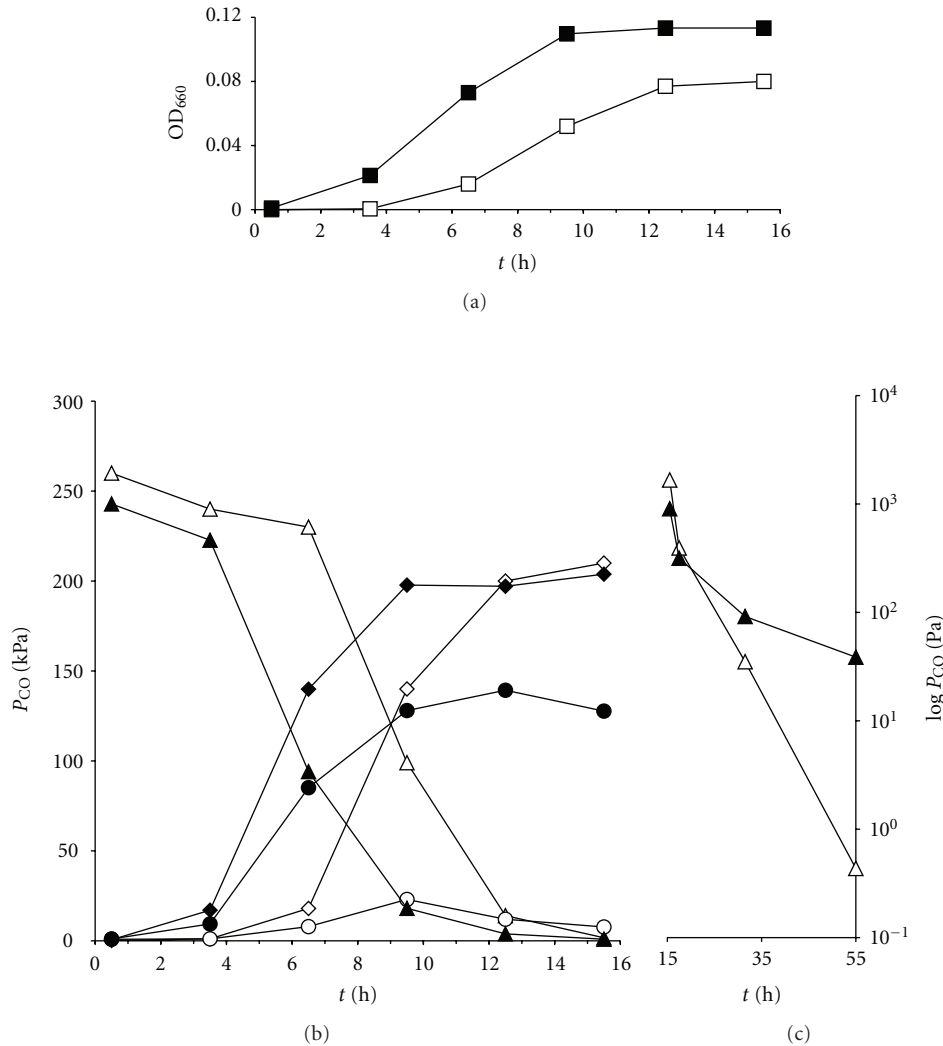 0.12
0.08
0.04
0
OD660
0 2 4 6 8 10 12 14 16
t (h)
(a)
300
250
200
150
100
50
0
PCO (kPa)
0 2 4 6 8 10 12 14 16
t (h)
(b)
10^4
10^3
10^2
10^1
10^0
10^−1
log PCO (Pa)
15 35 55
t (h)
(c)